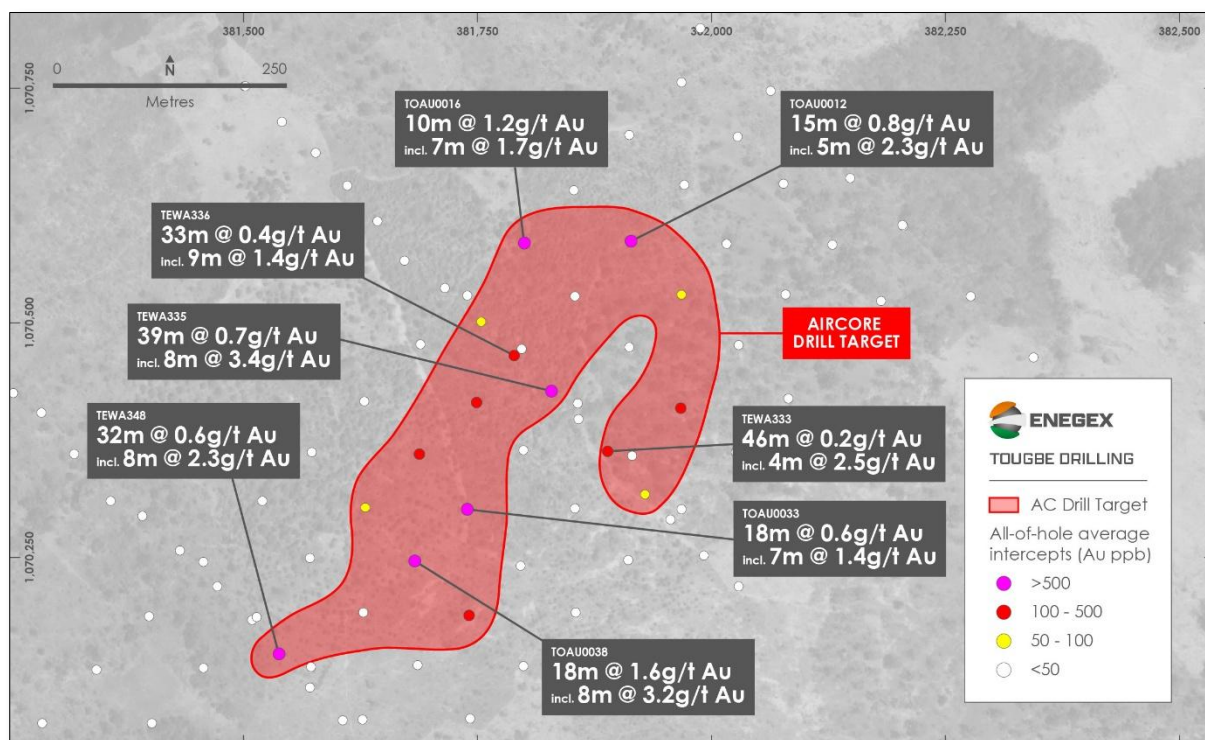 381,500
381,750
382,000
382,250
382,500
0
N
250
Metres
1,070,750
1,070,500
1,070,250
TOAU0016
10m @ 1.2g/t Au
incl. 7m @ 1.7g/t Au
TOAU0012
15m @ 0.8g/t Au
incl. 5m @ 2.3g/t Au
TEWA336
33m @ 0.4g/t Au
incl. 9m @ 1.4g/t Au
TEWA335
39m @ 0.7g/t Au
incl. 8m @ 3.4g/t Au
AIRCORE
DRILL TARGET
TEWA348
32m @ 0.6g/t Au
incl. 8m @ 2.3g/t Au
TEWA333
46m @ 0.2g/t Au
incl. 4m @ 2.5g/t Au
TOAU0033
18m @ 0.6g/t Au
incl. 7m @ 1.4g/t Au
TOAU0038
18m @ 1.6g/t Au
incl. 8m @ 3.2g/t Au
ENEGEX
TOUGBE DRILLING
AC Drill Target
All-of-hole average
intercepts (Au ppb)
>500
100 - 500
50 - 100
<50